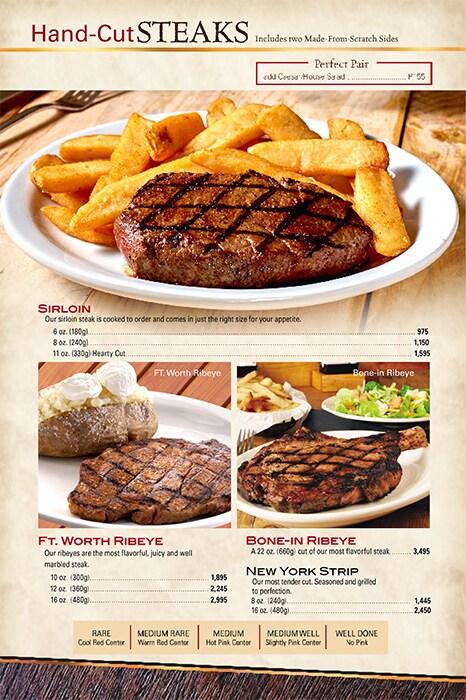 Hand-Cut STEAKS Includes two Made-From-Scratch Sides
Perfect Pair
add Caesar/House Salad ........................ P155
SIRLOIN
Our sirloin steak is cooked to order and comes in just the right size for your appetite.
6 oz. (180g) 975
8 oz. (240g) 1,150
11 oz. (330g) Hearty Cut 1,595
FT. Worth Ribeye
Bone-in Ribeye
FT. WORTH RIBEYE
Our ribeyes are the most flavorful, juicy and well
marbled steak.
10 oz. (300g) 1,895
12 oz. (360g) 2,245
16 oz. (480g) 2,995
BONE-IN RIBEYE
A 22 oz. (660g) cut of our most flavorful steak 3,495
NEW YORK STRIP
Our most tender cut. Seasoned and grilled
to perfection.
8 oz. (240g) 1,445
16 oz. (480g) 2,450
RARE
Cool Red Center
MEDIUM RARE
Warm Red Center
MEDIUM
Hot Pink Center
MEDIUM WELL
Slightly Pink Center
WELL DONE
No Pink